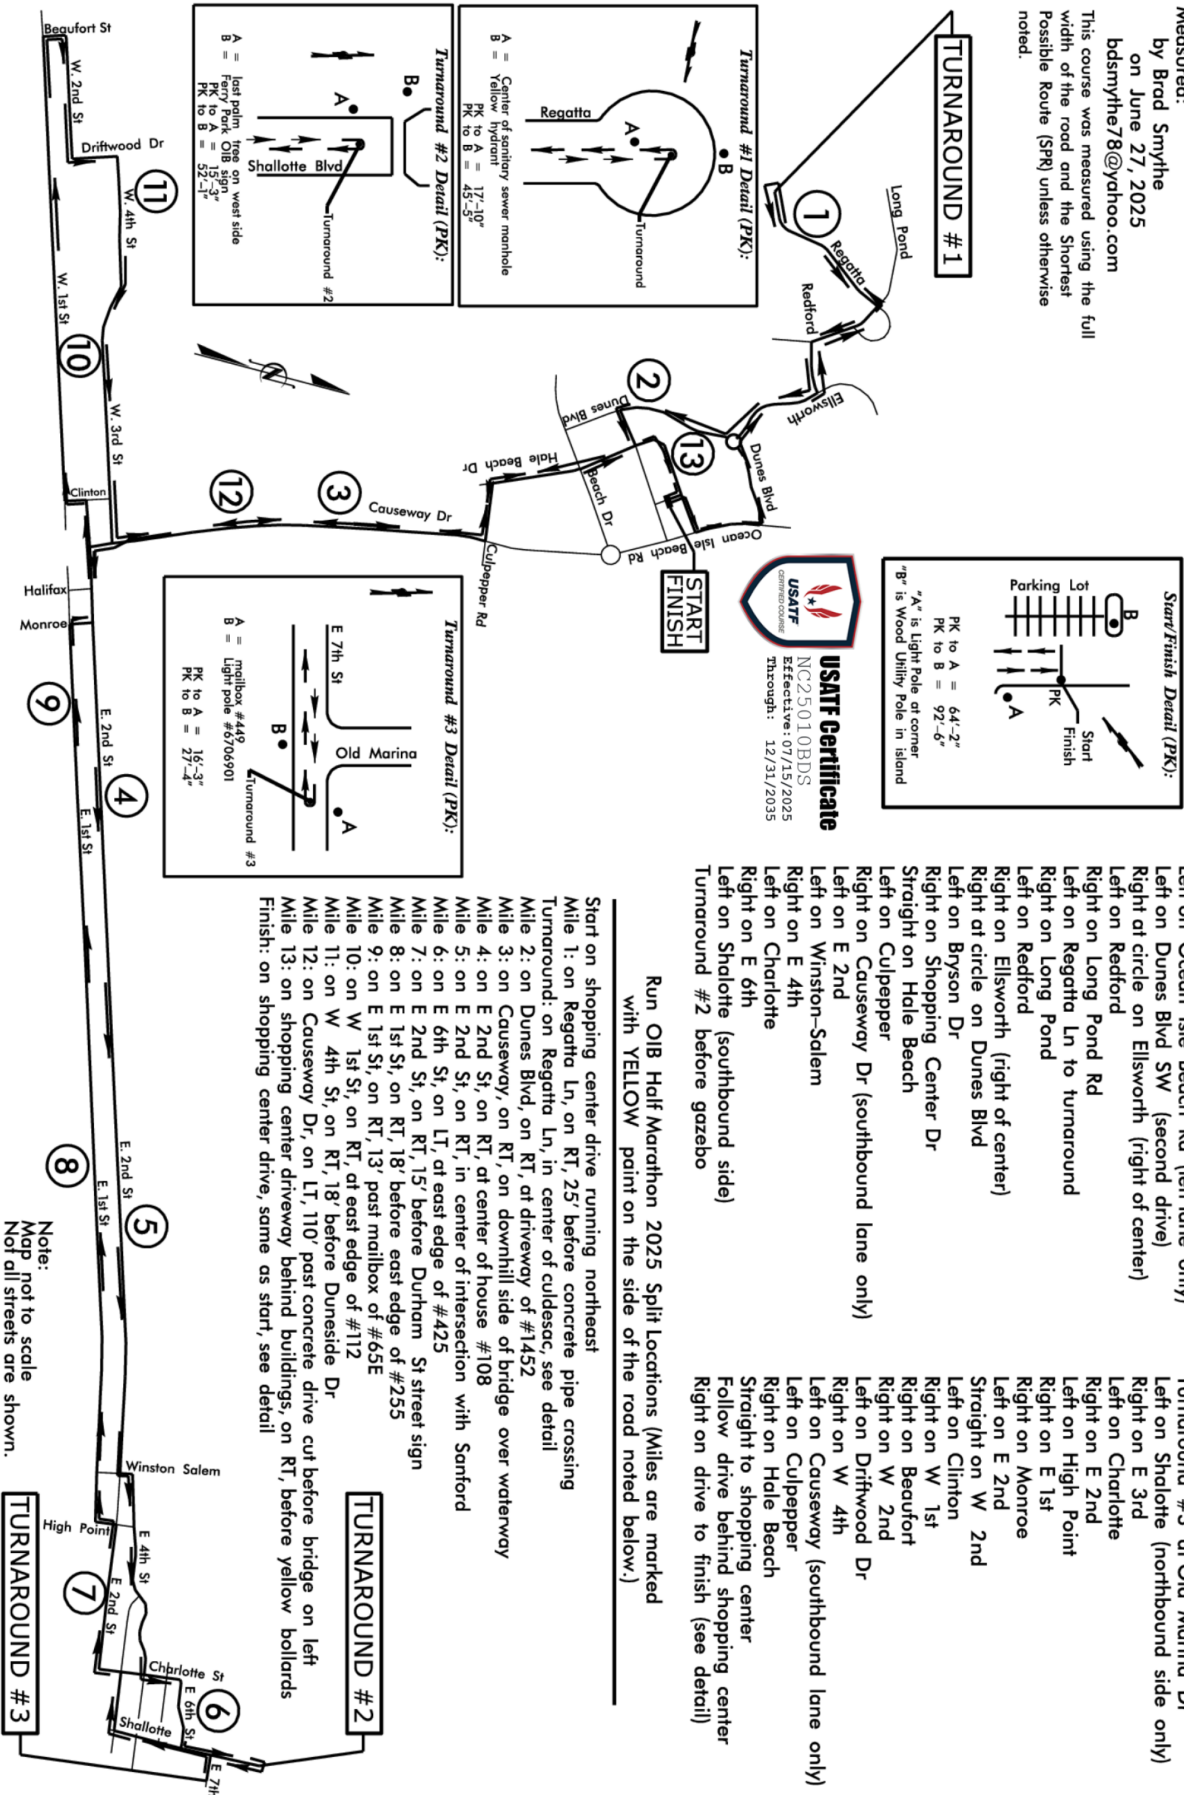 Measured:
by Brad Smythe
on June 27, 2025
bdsmythe78@yahoo.com
This course was measured using the full
width of the road and the Shortest
Possible Route (SPR) unless otherwise
noted.
TURNAROUND #1
Long Pond
Regatta
Redford
Ellsworth
Dunes Blvd
Dunes Blvd
Ocean Isle Beach Rd
Beach Dr
Hale Beach Dr
Culpepper Rd
Causeway Dr
START
FINISH
1
2
13
3
12
Turnaround #1 Detail (PK):
Regatta
A
B
Turnaround
A = Center of sanitary sewer manhole
B = Yellow hydrant
PK to A = 17'-10"
PK to B = 45'-5"
Turnaround #2 Detail (PK):
B
A
Shallotte Blvd
Turnaround #2
A = last palm tree on west side
B = Ferry Park OIB sign
PK to A = 15'-3"
PK to B = 52'-1"
Start/Finish Detail (PK):
Parking Lot
B
A
PK
Start
Finish
PK to A = 64'-2"
PK to B = 92'-6"
"A" is Light Pole at corner
"B" is Wood Utility Pole in island
USATF
CERTIFIED COURSE
USATF Certificate
NC25010BDS
Effective: 07/15/2025
Through: 12/31/2035
Turnaround #3 Detail (PK):
E 7th St
Old Marina
A
B
Turnaround #3
A = mailbox #449
B = Light pole #6706901
PK to A = 16'-3"
PK to B = 27'-4"
Left on Dunes Blvd SW (second drive)
Right at circle on Ellsworth (right of center)
Left on Redford
Right on Long Pond Rd
Left on Regatta Ln to turnaround
Right on Long Pond
Left on Redford
Right on Ellsworth (right of center)
Right at circle on Dunes Blvd
Left on Bryson Dr
Right on Shopping Center Dr
Straight on Hale Beach
Left on Culpepper
Right on Causeway Dr (southbound lane only)
Left on E 2nd
Left on Winston-Salem
Right on E 4th
Left on Charlotte
Right on E 6th
Left on Shalotte (southbound side)
Turnaround #2 before gazebo
Turnaround #3 at Old Marina Dr
Left on Shalotte (northbound side only)
Right on E 3rd
Left on Charlotte
Right on E 2nd
Left on High Point
Right on E 1st
Right on Monroe
Left on E 2nd
Straight on W 2nd
Left on Clinton
Right on W 1st
Right on Beaufort
Right on W 2nd
Left on Driftwood Dr
Right on W 4th
Left on Causeway (southbound lane only)
Left on Culpepper
Right on Hale Beach
Straight to shopping center
Follow drive behind shopping center
Right on drive to finish (see detail)
Run OIB Half Marathon 2025 Split Locations (Miles are marked
with YELLOW paint on the side of the road noted below.)
Start on shopping center drive running northeast
Mile 1: on Regatta Ln, on RT, 25' before concrete pipe crossing
Turnaround: on Regatta Ln, in center of culdesac, see detail
Mile 2: on Dunes Blvd, on RT, at driveway of #1452
Mile 3: on Causeway, on RT, on downhill side of bridge over waterway
Mile 4: on E 2nd St, on RT, at center of house #108
Mile 5: on E 2nd St, on RT, in center of intersection with Sanford
Mile 6: on E 6th St, on LT, at east edge of #425
Mile 7: on E 2nd St, on RT, 15' before Durham St street sign
Mile 8: on E 1st St, on RT, 18' before east edge of #255
Mile 9: on E 1st St, on RT, 13' past mailbox of #65E
Mile 10: on W 1st St, on RT, at east edge of #112
Mile 11: on W 4th St, on RT, 18' before Duneside Dr
Mile 12: on Causeway Dr, on LT, 110' past concrete drive cut before bridge on left
Mile 13: on shopping center driveway behind buildings, on RT, before yellow bollards
Finish: on shopping center drive, same as start, see detail
Beaufort St
W. 2nd St
Driftwood Dr
11
W. 4th St
W. 1st St
10
W. 3rd St
N
Clinton
Halifax
Monroe
9
E. 2nd St
4
E. 1st St
E. 2nd St
5
E. 1st St
8
Winston Salem
High Point
E 4th St
E 2nd St
7
Charlotte St
E 6th St
6
Shallotte
E 7th
TURNAROUND #2
TURNAROUND #3
Note:
Map not to scale
Not all streets are shown.